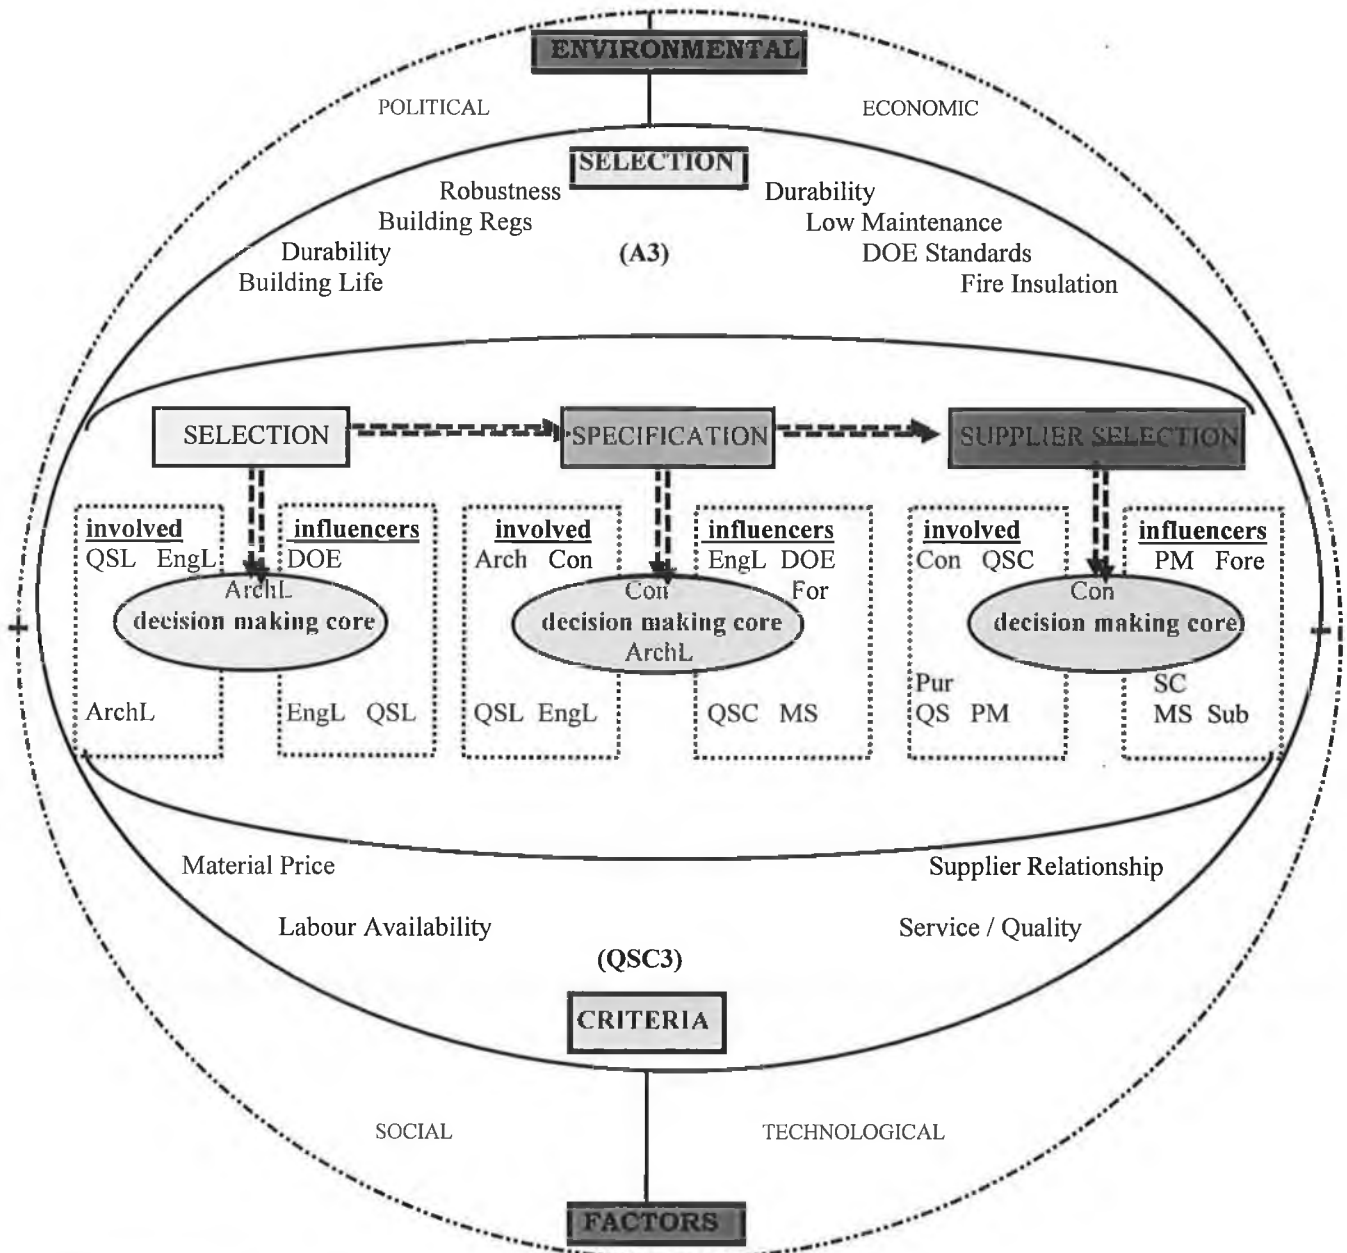 ENVIRONMENTAL
POLITICAL ECONOMIC
SELECTION
Robustness Durability
Building Regs Low Maintenance
Durability (A3) DOE Standards
Building Life Fire Insulation
SELECTION SPECIFICATION SUPPLIER SELECTION
involved influencers involved influencers involved influencers
QSL EngL DOE Arch Con EngL DOE Con QSC PM Fore
ArchL Con For Con
decision making core decision making core decision making core
ArchL
Pur SC
ArchL EngL QSL QSL EngL QSC MS QS PM MS Sub
Material Price Supplier Relationship
Labour Availability Service / Quality
(QSC3)
CRITERIA
SOCIAL TECHNOLOGICAL
FACTORS